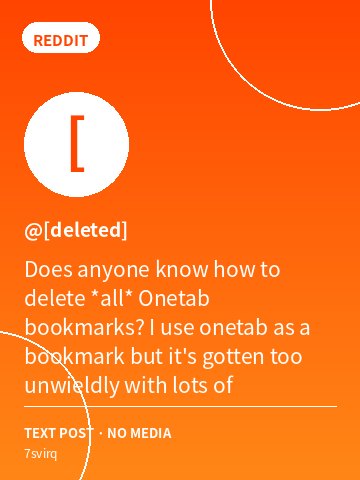 REDDIT
[
@[deleted]
Does anyone know how to
delete *all* Onetab
bookmarks? I use onetab as a
bookmark but it's gotten too
unwieldly with lots of
TEXT POST · NO MEDIA
7svirq